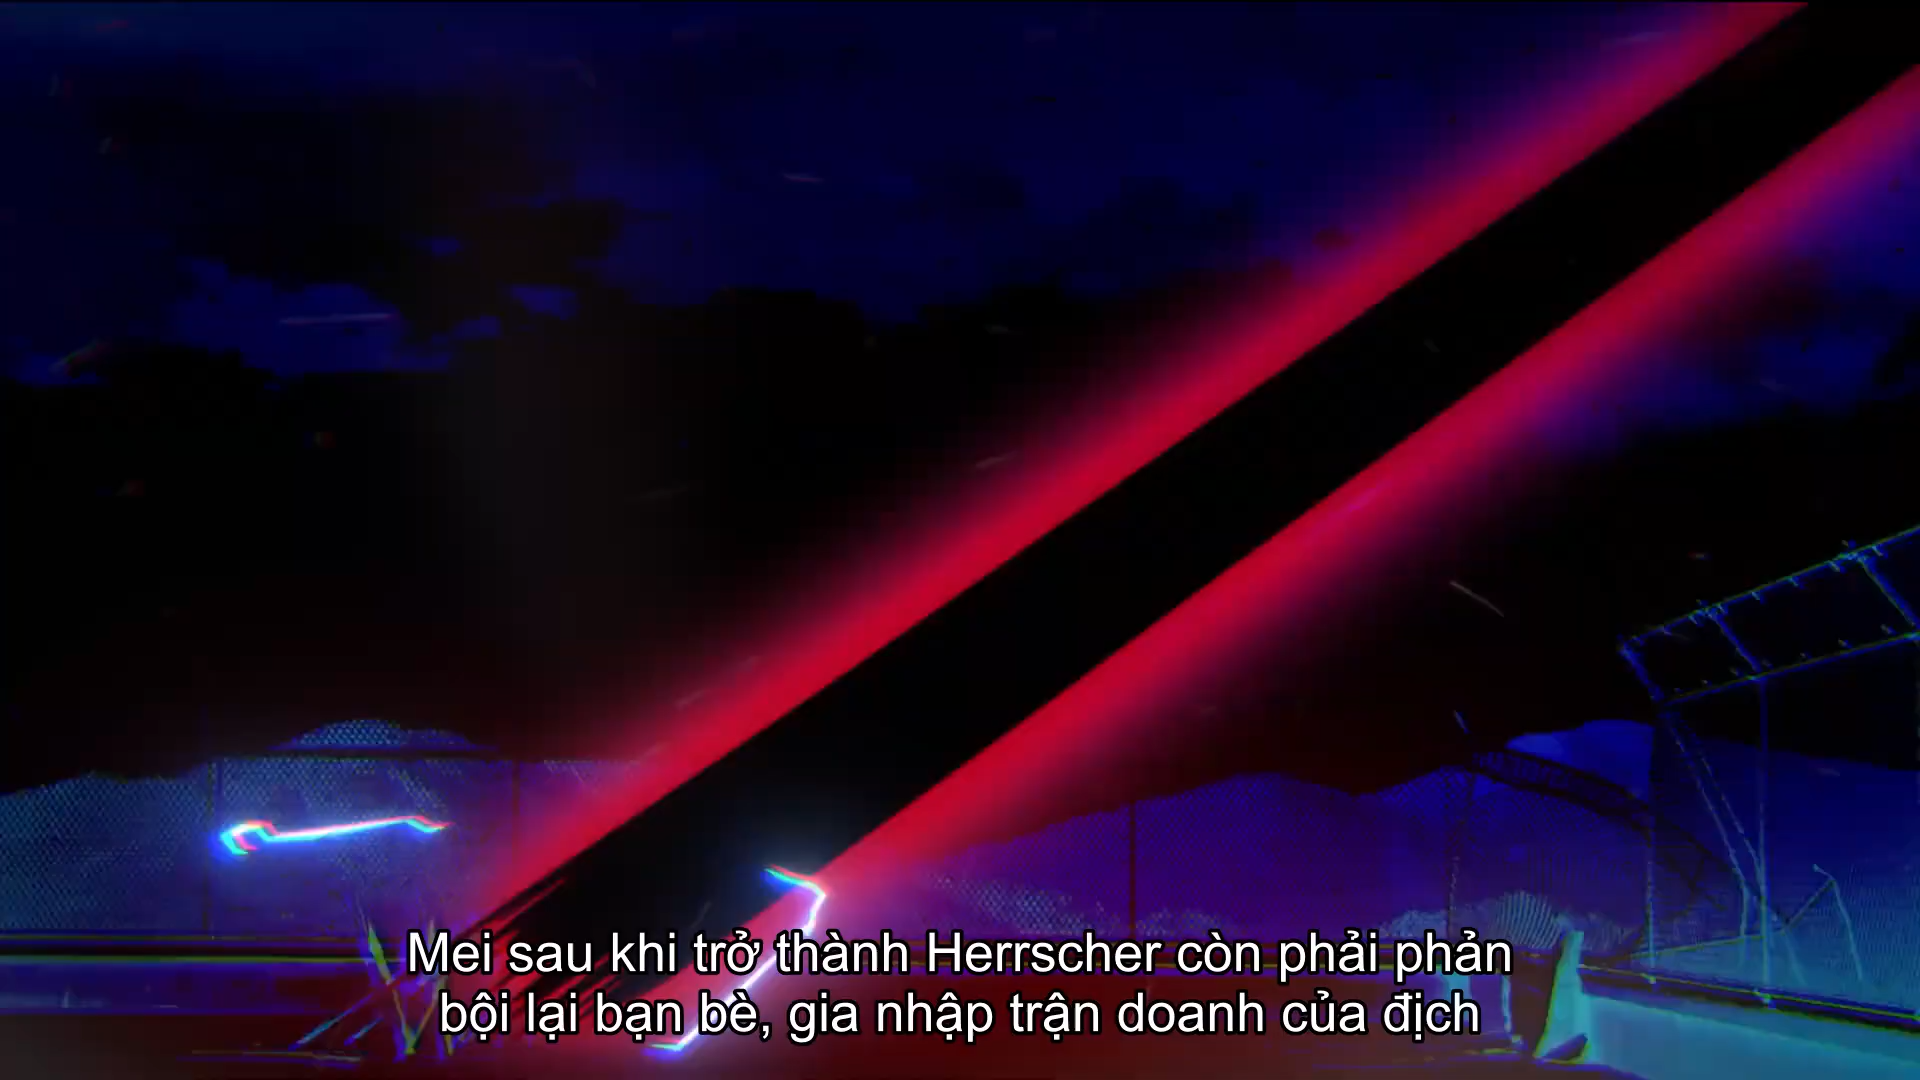 Mei sau khi trở thành Herrscher còn phải phản
bội lại bạn bè, gia nhập trận doanh của địch